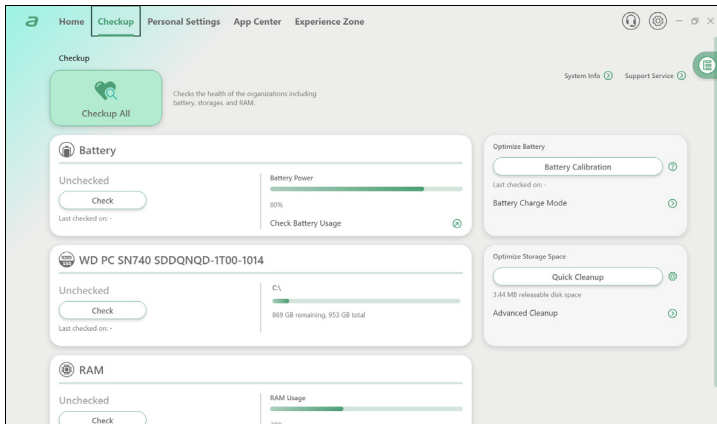 a
Home Checkup Personal Settings App Center Experience Zone
Checkup
System Info Support Service
Checkup All
Checks the health of the organizations including
battery, storages, and RAM.
Battery
Unchecked
Check
Last checked on: -
Battery Power
80%
Check Battery Usage
Optimize Battery
Battery Calibration
Last checked on: -
Battery Charge Mode
WD PC SN740 SDDQNQD-1T00-1014
Unchecked
Check
Last checked on: -
C:\
869 GB remaining, 953 GB total
Optimize Storage Space
Quick Cleanup
3.44 MB releasable disk space
Advanced Cleanup
RAM
Unchecked
Check
RAM Usage